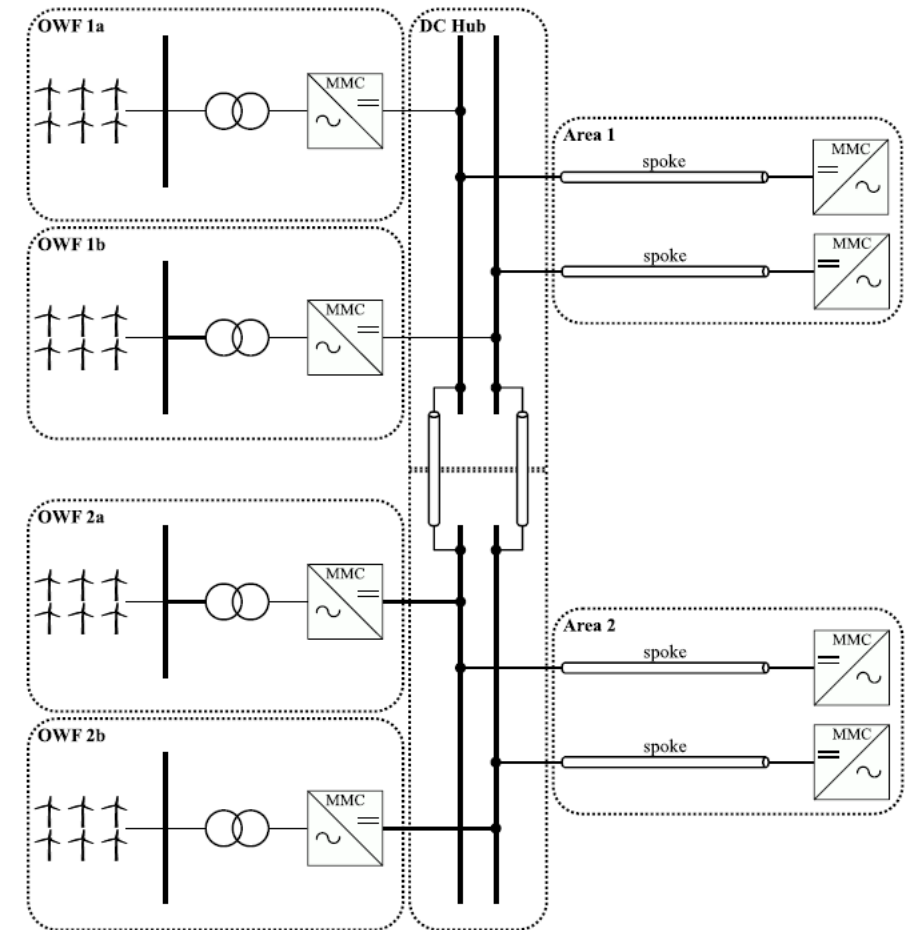 OWF 1a
MMC
DC Hub
Area 1
spoke
MMC
spoke
MMC
OWF 1b
MMC
OWF 2a
MMC
Area 2
spoke
MMC
spoke
MMC
OWF 2b
MMC